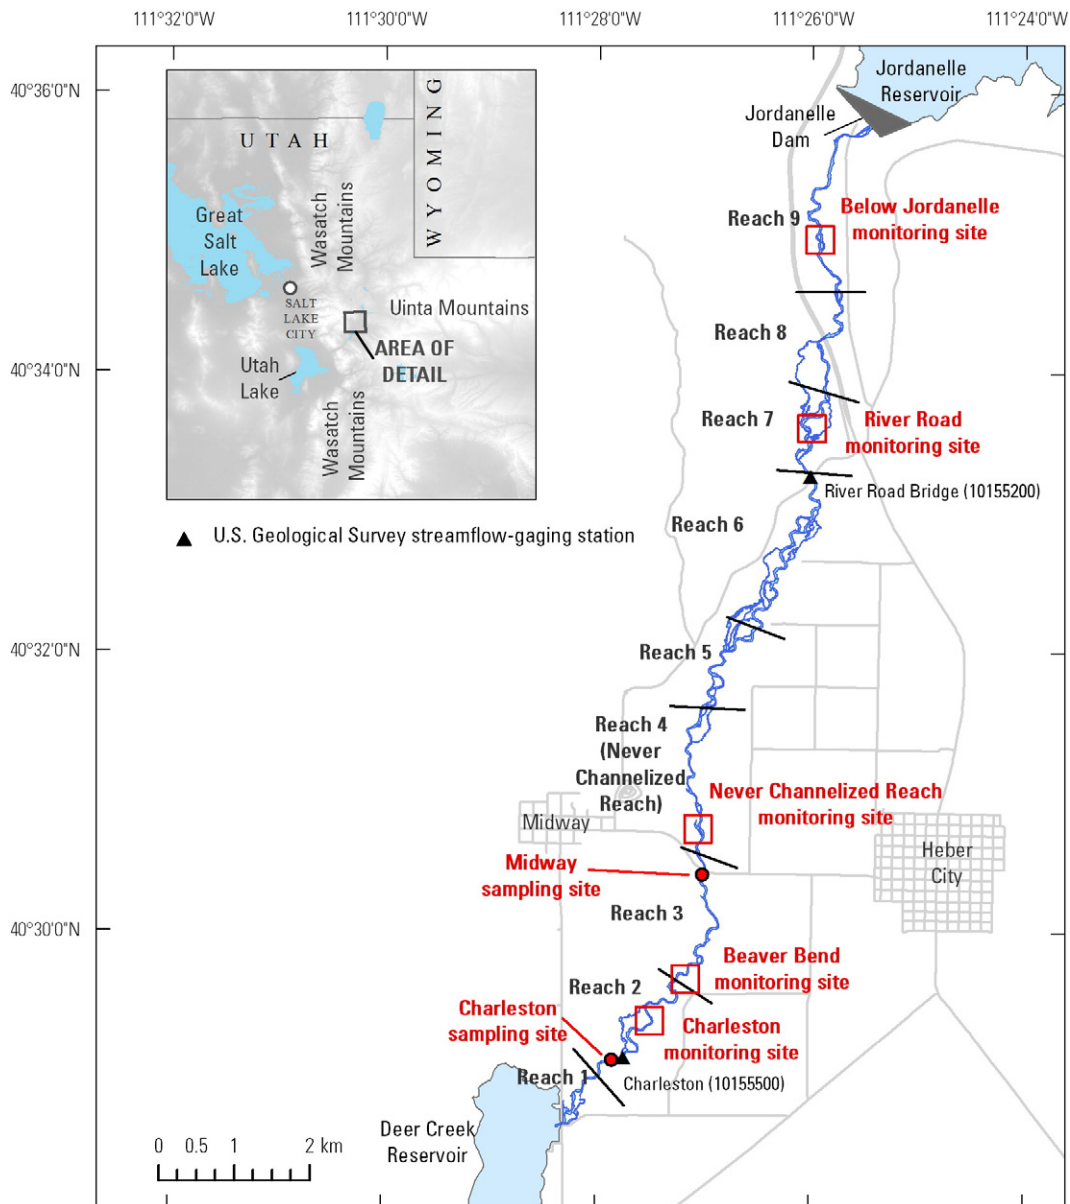 111°32'0"W
111°30'0"W
111°28'0"W
111°26'0"W
111°24'0"W
40°36'0"N
40°34'0"N
40°32'0"N
40°30'0"N
Jordanelle
Reservoir
Jordanelle
Dam
UTAH
WYOMING
Great
Salt
Lake
Wasatch
Mountains
SALT
LAKE
CITY
Uinta Mountains
AREA OF
DETAIL
Utah
Lake
Wasatch
Mountains
U.S. Geological Survey streamflow-gaging station
Reach 9
Below Jordanelle
monitoring site
Reach 8
Reach 7
River Road
monitoring site
River Road Bridge (10155200)
Reach 6
Reach 5
Reach 4
(Never
Channelized
Reach)
Never Channelized Reach
monitoring site
Midway
Heber
City
Midway
sampling site
Reach 3
Beaver Bend
monitoring site
Reach 2
Charleston
sampling site
Charleston
monitoring site
Reach 1
Charleston (10155500)
Deer Creek
Reservoir
0 0.5 1 2 km